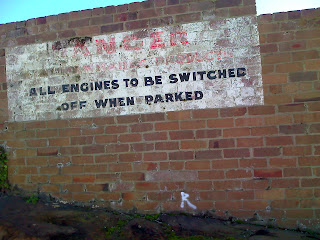 DANGER
ALL ENGINES TO BE SWITCHED
OFF WHEN PARKED
R